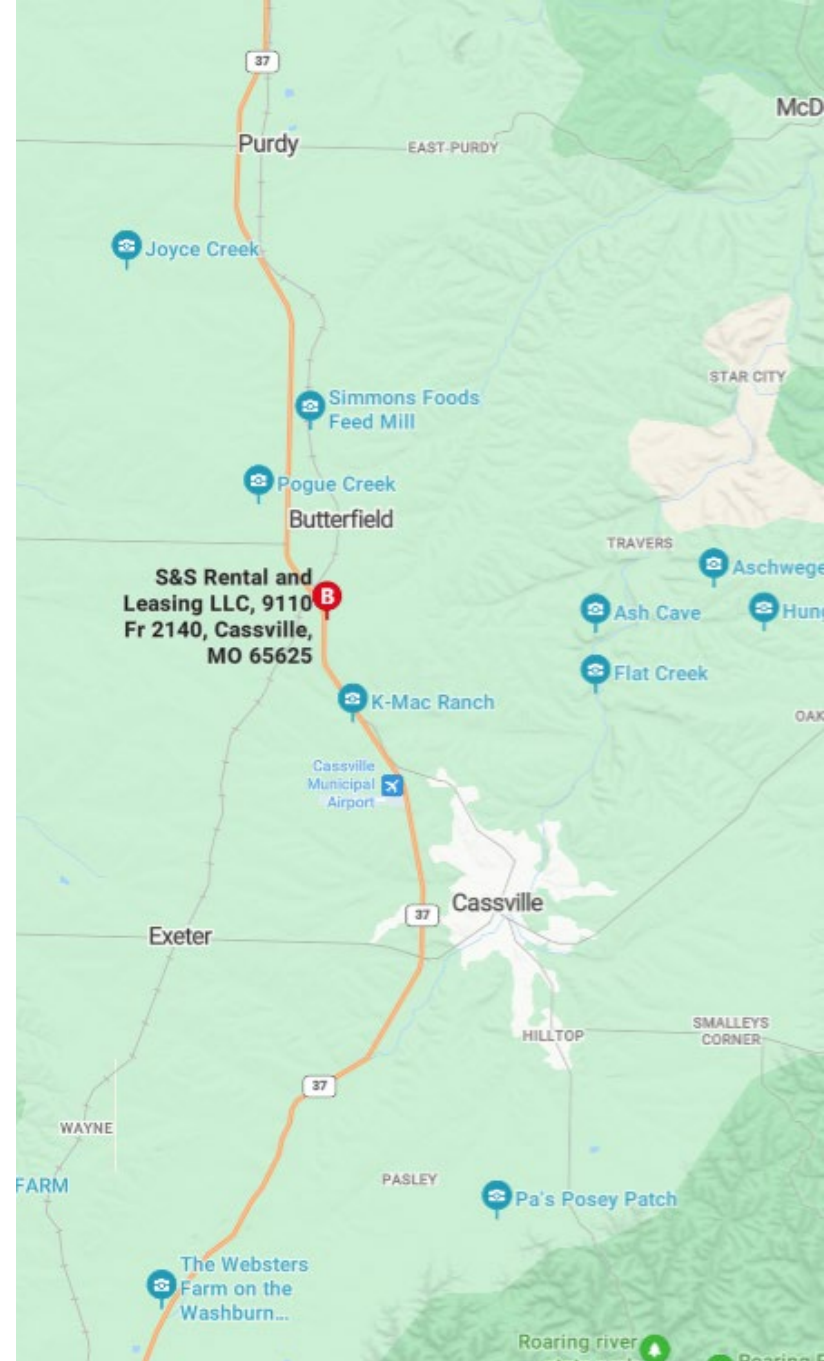 37
McD
Purdy
EAST-PURDY
Joyce Creek
STAR CITY
Simmons Foods
Feed Mill
Pogue Creek
Butterfield
TRAVERS
Aschwege
S&S Rental and
Leasing LLC, 9110
Fr 2140, Cassville,
MO 65625
B
Ash Cave
Hung
Flat Creek
K-Mac Ranch
OAK
Cassville
Municipal
Airport
Cassville
37
Exeter
HILLTOP
SMALLEYS
CORNER
37
WAYNE
PASLEY
FARM
Pa's Posey Patch
The Websters
Farm on the
Washburn...
Roaring river